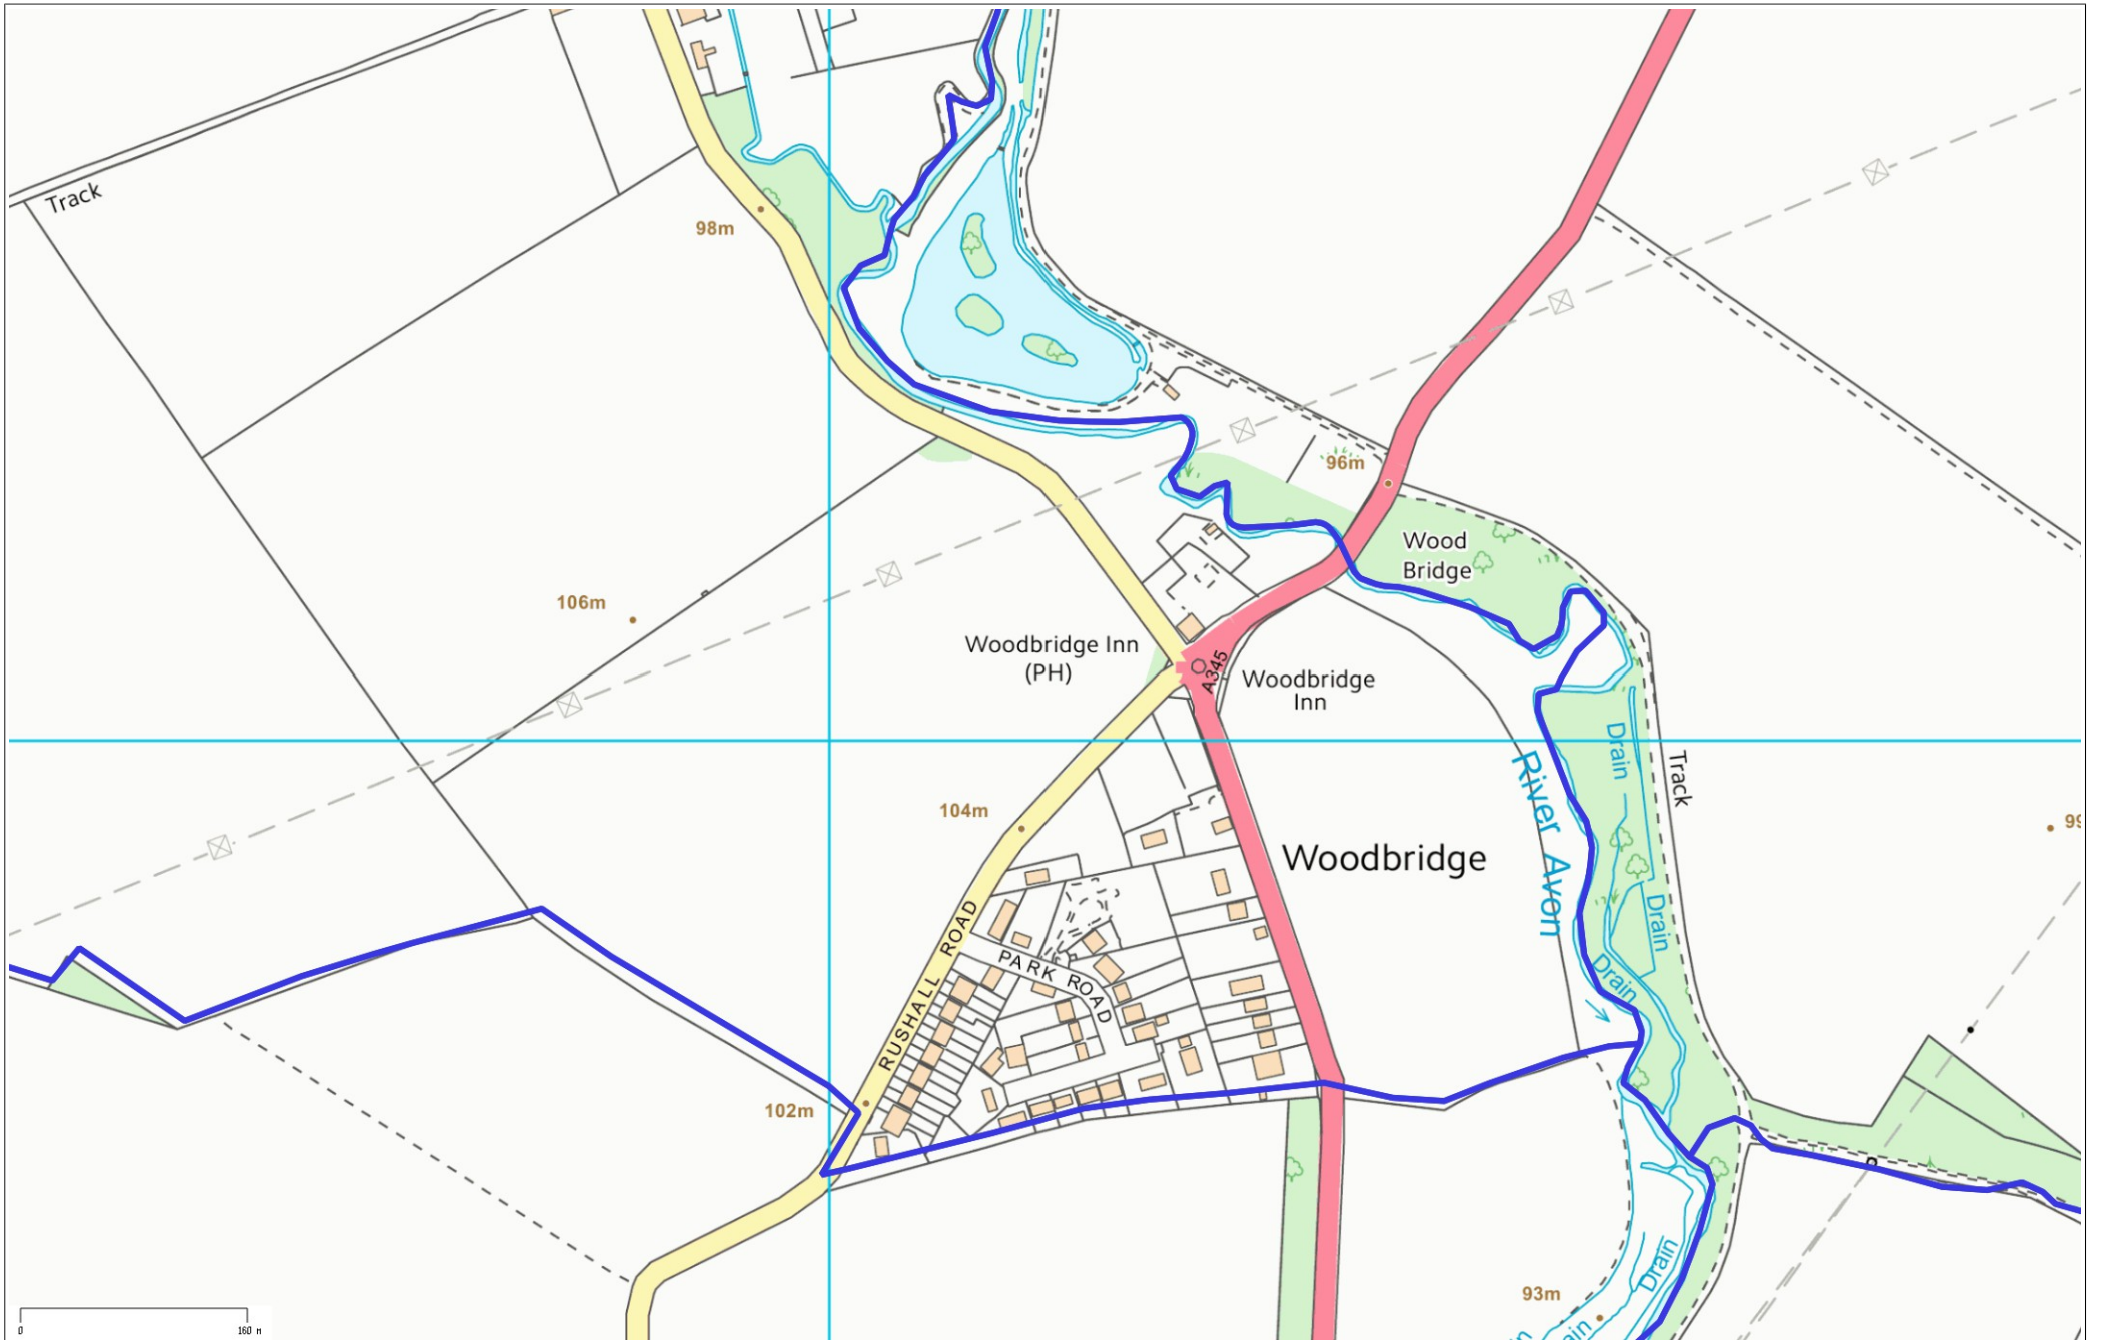 Track
98m
96m
Wood
Bridge
106m
Woodbridge Inn
(PH)
A345
Woodbridge
Inn
Drain
Track
River Avon
104m
Woodbridge
ROAD
Drain
PARK ROAD
Drain
RUSHALL
102m
Drain
93m
0
160 m